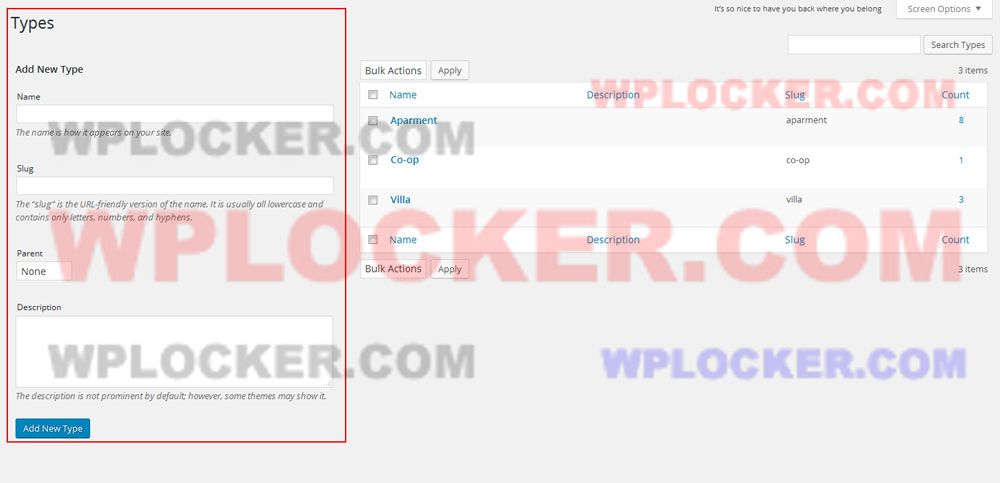 It's so nice to have you back where you belong
Screen Options
Types
Search Types
Add New Type
Name
The name is how it appears on your site.
Slug
The “slug” is the URL-friendly version of the name. It is usually all lowercase and
contains only letters, numbers, and hyphens.
Parent
None
Description
The description is not prominent by default; however, some themes may show it.
Add New Type
Bulk Actions Apply 3 items
Name Description Slug Count
Aparment aparment 8
Co-op co-op 1
Villa villa 3
Name Description Slug Count
Bulk Actions Apply 3 items
WPLOCKER.COM
WPLOCKER.COM
WPLOCKER.COM
WPLOCKER.COM
WPLOCKER.COM